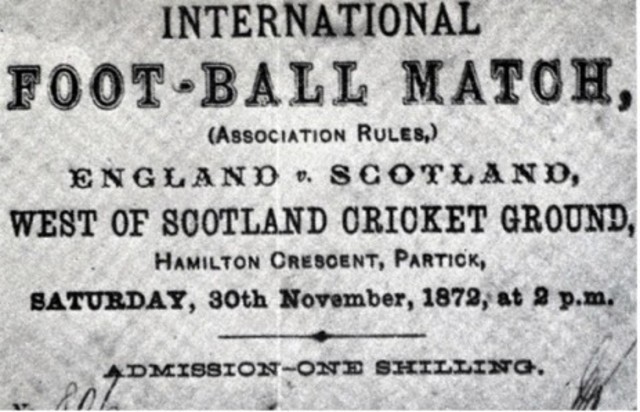 INTERNATIONAL
FOOT-BALL MATCH,
(ASSOCIATION RULES,)
ENGLAND v. SCOTLAND,
WEST OF SCOTLAND CRICKET GROUND,
HAMILTON CRESCENT, PARTICK,
SATURDAY, 30th November, 1872, at 2 p.m.
ADMISSION-ONE SHILLING.